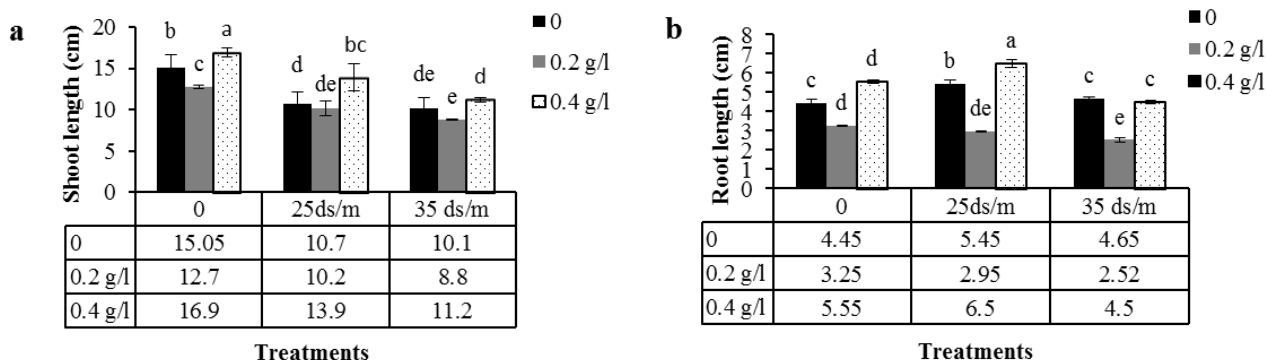 a
Shoot length (cm)
20
15
10
5
0
b
c
a
d
de
bc
de
e
d
0
0.2 g/l
0.4 g/l
0 25ds/m 35 ds/m
0 15.05 10.7 10.1
0.2 g/l 12.7 10.2 8.8
0.4 g/l 16.9 13.9 11.2
Treatments
b
Root length (cm)
8
7
6
5
4
3
2
1
0
c
d
d
b
de
a
c
e
c
0
0.2 g/l
0.4 g/l
0 25ds/m 35 ds/m
0 4.45 5.45 4.65
0.2 g/l 3.25 2.95 2.52
0.4 g/l 5.55 6.5 4.5
Treatments